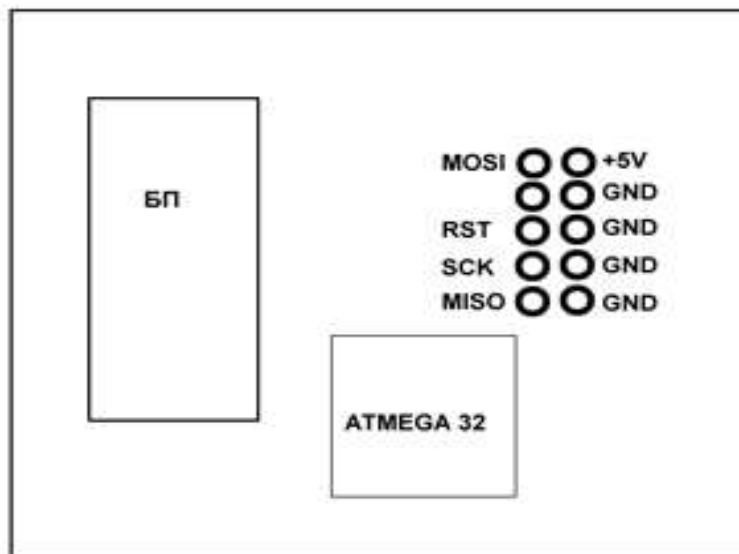 MOSI +5V
GND
БП
RST GND
SCK GND
MISO GND
ATMEGA 32